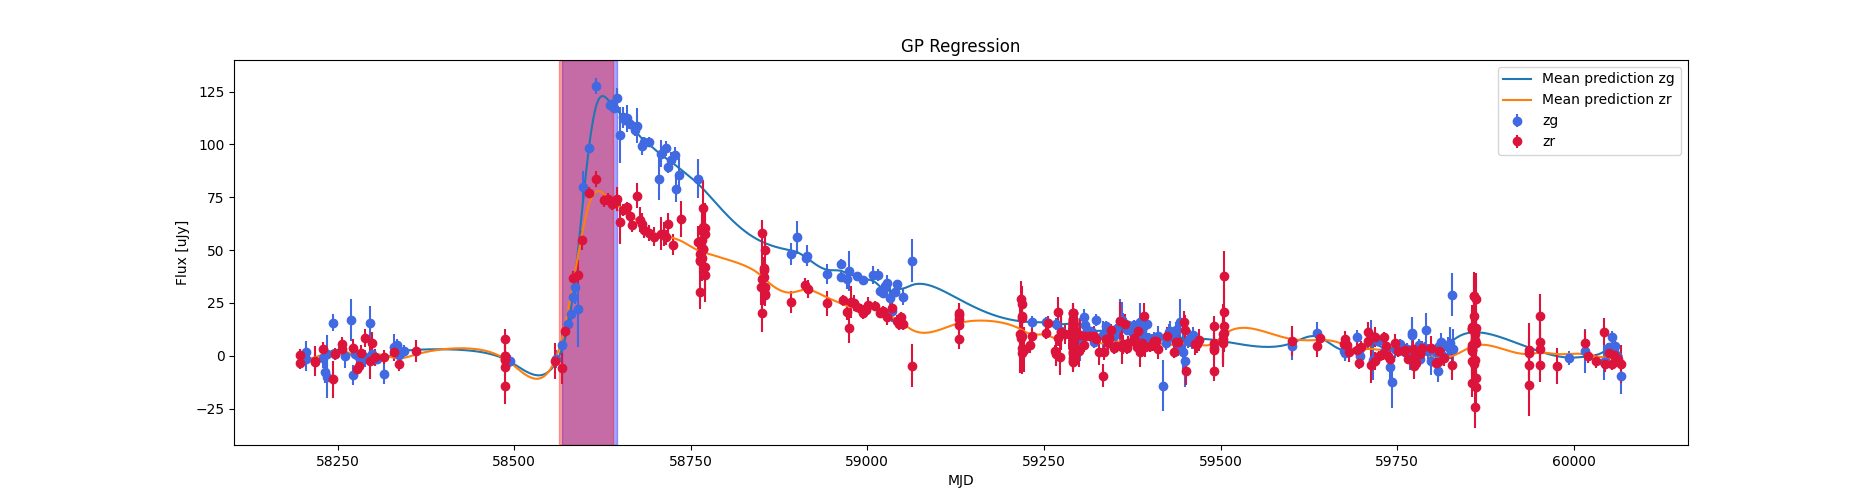 GP Regression
Mean prediction zg
Mean prediction zr
zg
zr
Flux [uJy]
125
100
75
50
25
0
−25
58250
58500
58750
59000
59250
59500
59750
60000
MJD